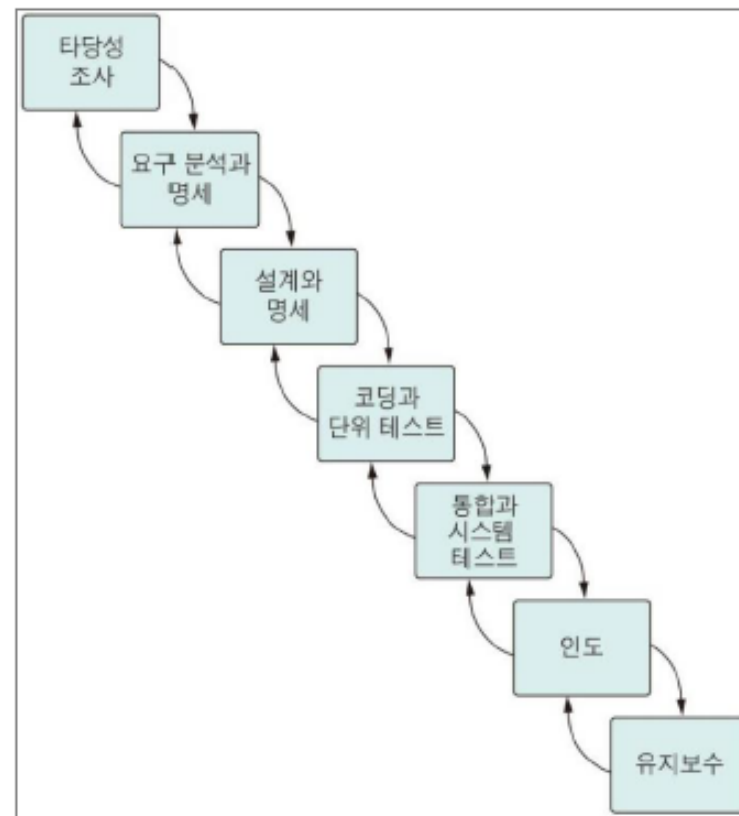 타당성
조사
요구 분석과
명세
설계와
명세
코딩과
단위 테스트
통합과
시스템
테스트
인도
유지보수